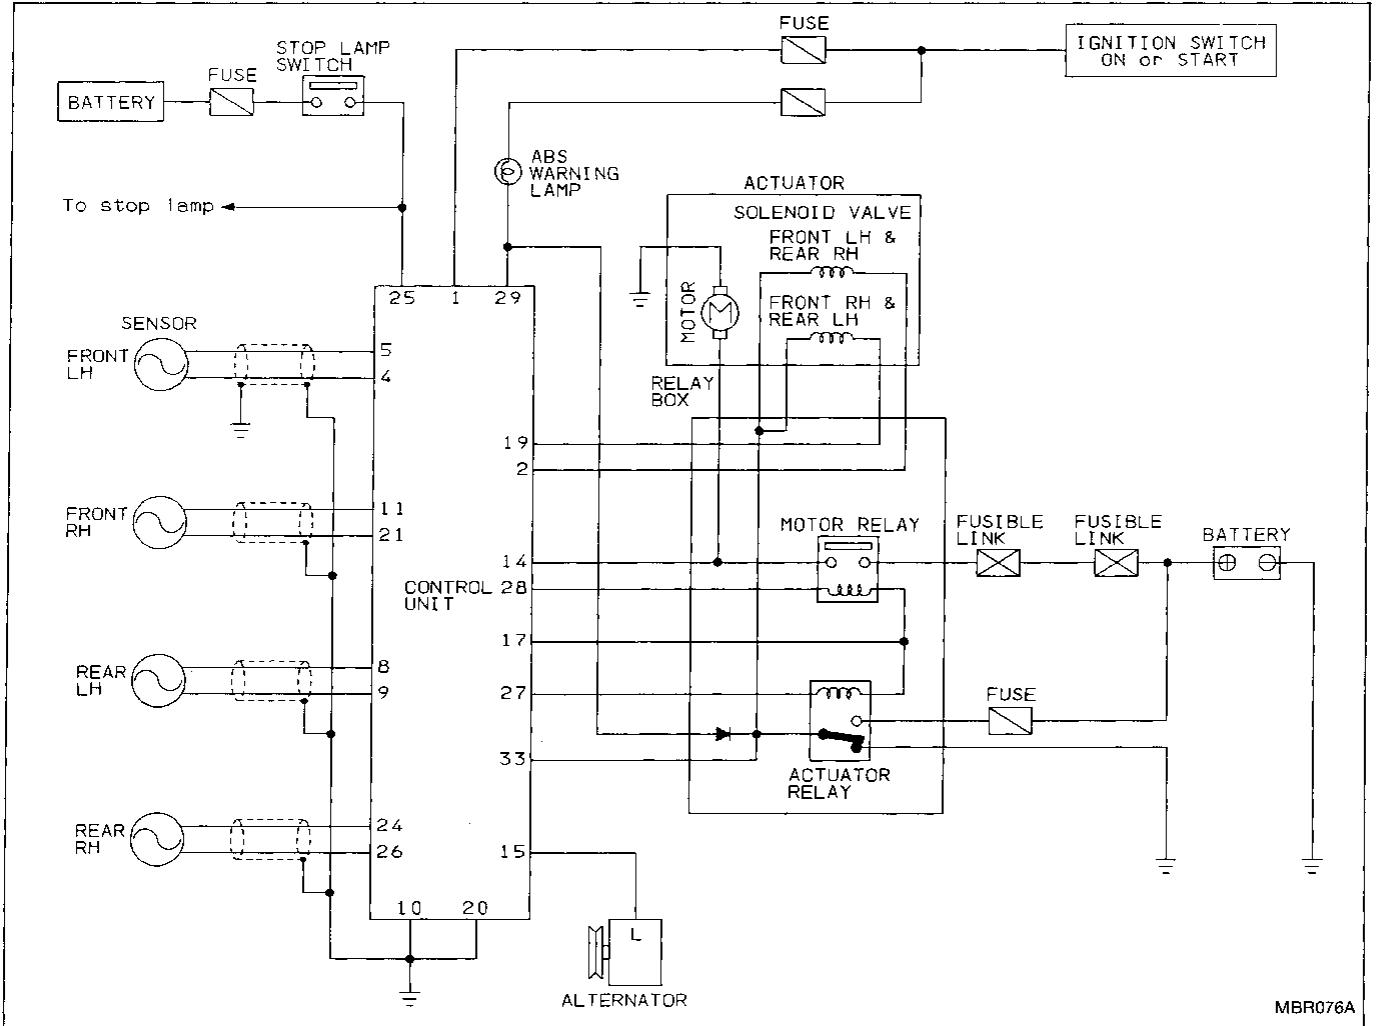 FUSE
IGNITION SWITCH
ON or START
STOP LAMP
SWITCH
FUSE
BATTERY
ABS
WARNING
LAMP
To stop lamp
ACTUATOR
SOLENOID VALVE
FRONT LH &
REAR RH
FRONT RH &
REAR LH
MOTOR
M
RELAY
BOX
25 1 29
SENSOR
FRONT
LH
5
4
19
2
FRONT
RH
11
21
MOTOR RELAY
FUSIBLE
LINK
FUSIBLE
LINK
BATTERY
14
CONTROL
UNIT
28
17
REAR
LH
8
9
27
FUSE
33
ACTUATOR
RELAY
REAR
RH
24
26
15
10 20
L
ALTERNATOR
MBR076A